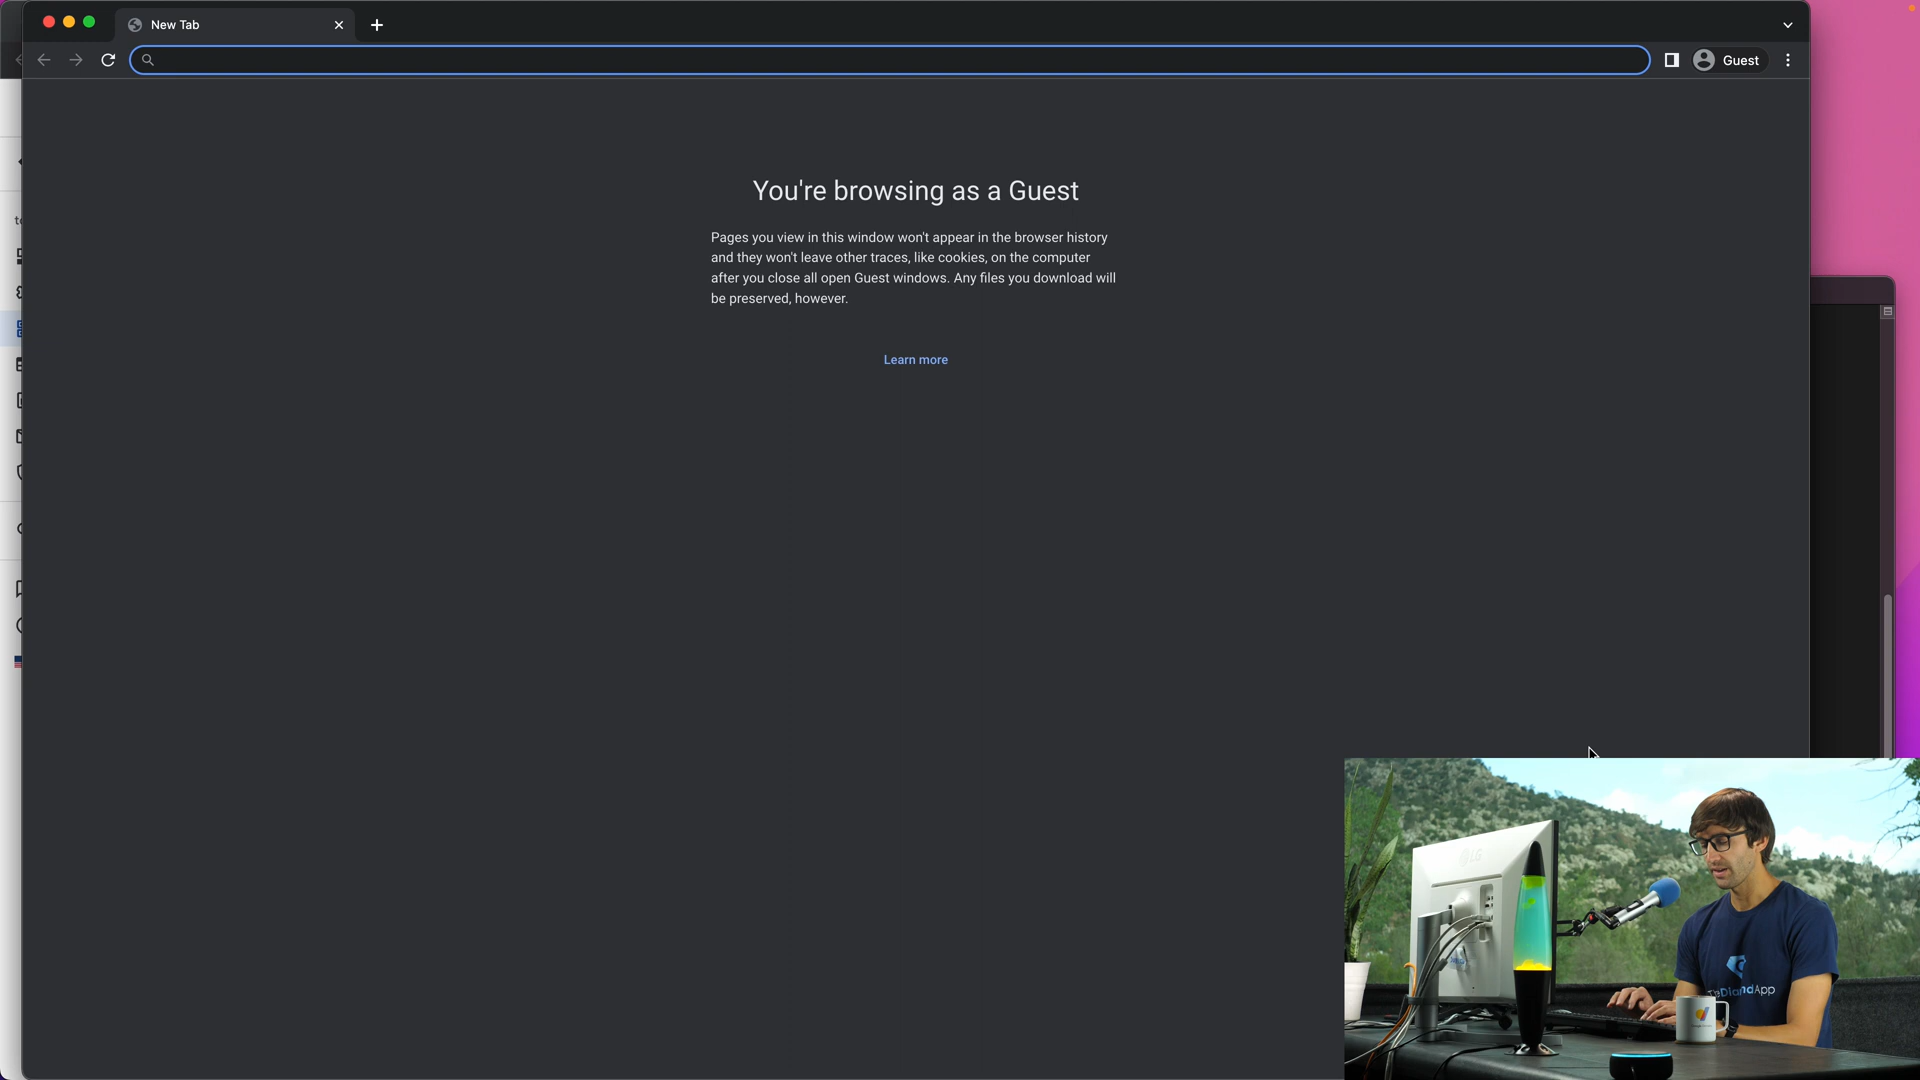 New Tab
Guest
You're browsing as a Guest
Pages you view in this window won't appear in the browser history
and they won't leave other traces, like cookies, on the computer
after you close all open Guest windows. Any files you download will
be preserved, however.
Learn more
LG